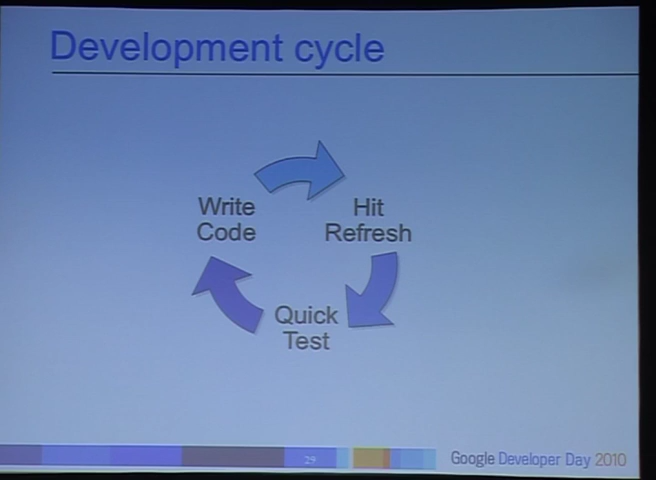 Development cycle
Write
Code
Hit
Refresh
Quick
Test
29
Google Developer Day 2010